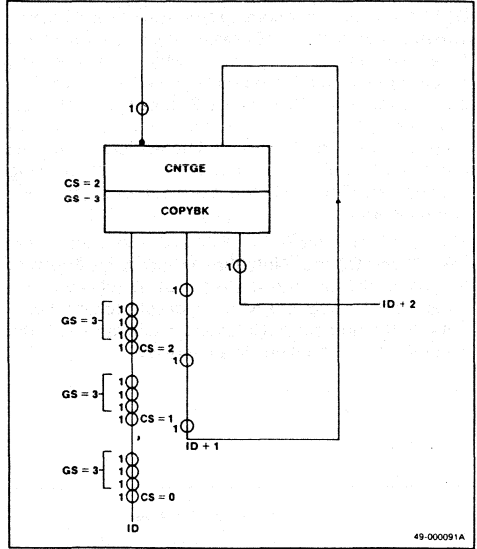 1
CNTGE
CS = 2
GS = 3
COPYBK
1
1
ID + 2
1
GS = 3
1
1
1 CS = 2
1
1
GS = 3
1
1
1 CS = 1
1
ID + 1
1
GS = 3
1
1
1 CS = 0
ID
49-000091A